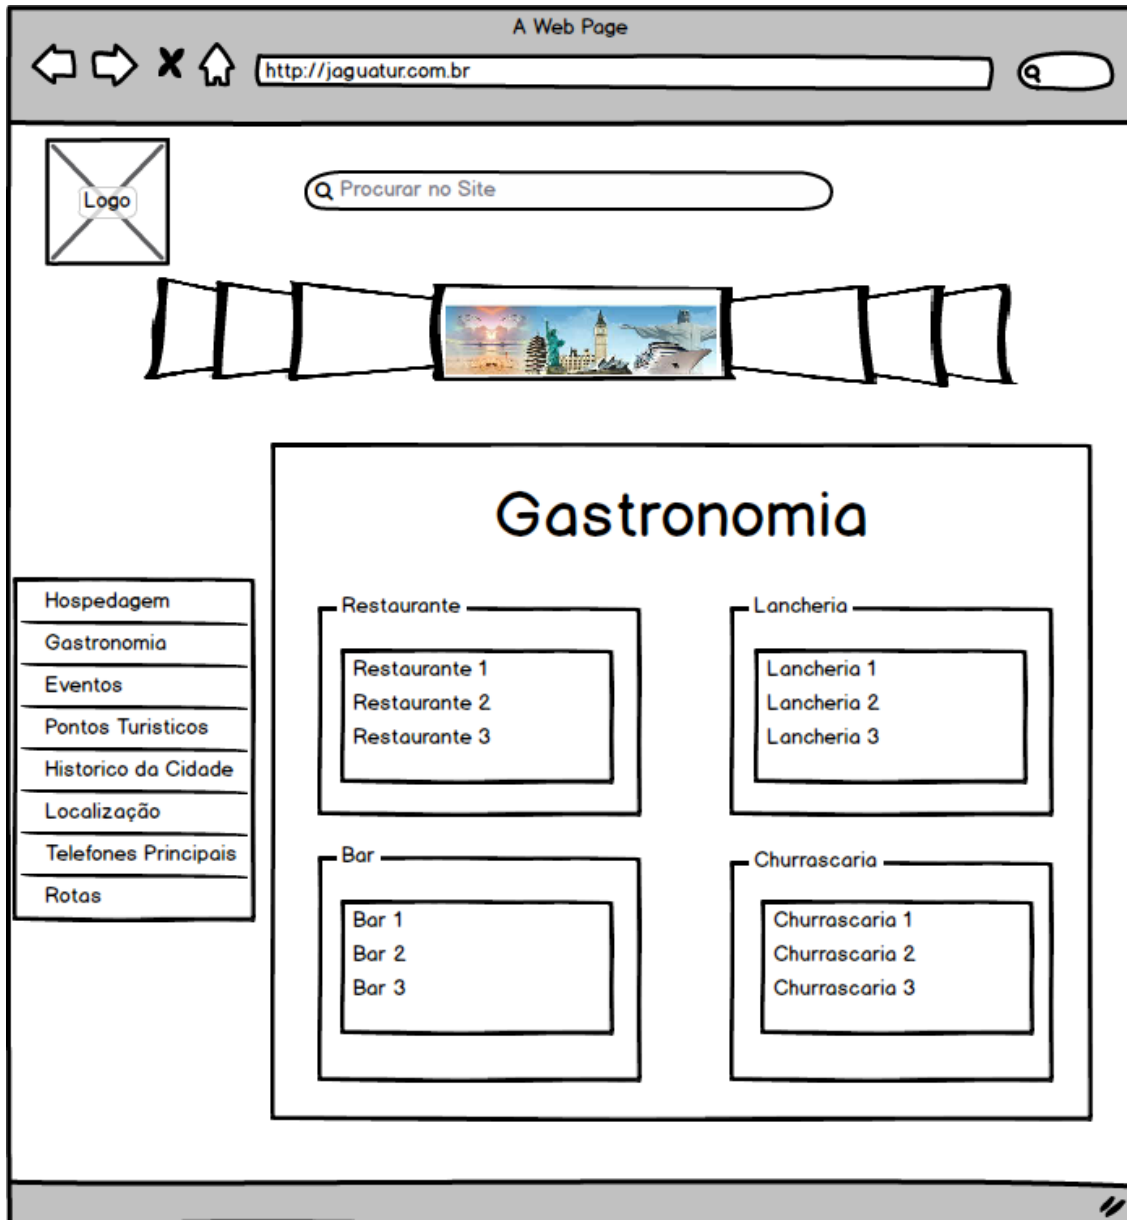 A Web Page
http://jaguatur.com.br
Logo
Procurar no Site
Gastronomia
Hospedagem
Gastronomia
Eventos
Pontos Turisticos
Historico da Cidade
Localização
Telefones Principais
Rotas
Restaurante
Restaurante 1
Restaurante 2
Restaurante 3
Lancheria
Lancheria 1
Lancheria 2
Lancheria 3
Bar
Bar 1
Bar 2
Bar 3
Churrascaria
Churrascaria 1
Churrascaria 2
Churrascaria 3